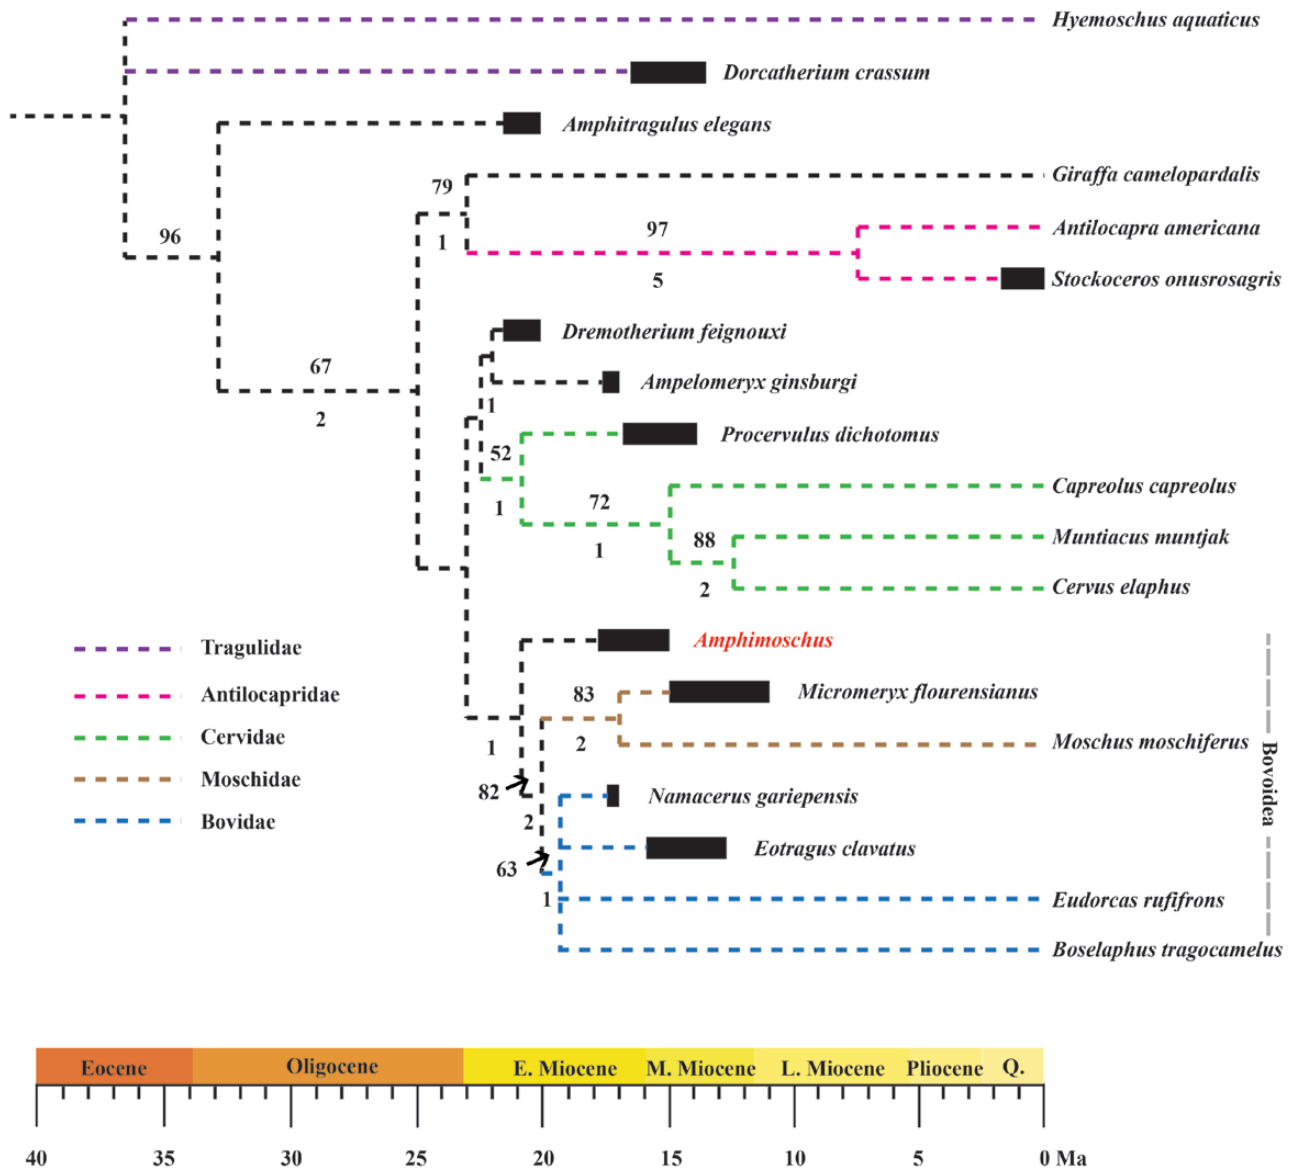 Hyemoschus aquaticus
Dorcatherium crassum
Amphitragulus elegans
79
Giraffa camelopardalis
96
1
97
Antilocapra americana
5
Stockoceros onusrosagris
Dremotherium feignouxi
67
2
Ampelomeryx ginsburgi
1
Procervulus dichotomus
52
1
72
Capreolus capreolus
1
88
Muntiacus muntjak
2
Cervus elaphus
Amphimoschus
Tragulidae
Antilocapridae
83
Micromeryx flourensianus
Cervidae
1
2
Moschus moschiferus
Moschidae
82
Namacerus gariepensis
Bovoidea
Bovidae
2
Eotragus clavatus
63
1
Eudorcas rufifrons
Boselaphus tragocamelus
Eocene Oligocene E. Miocene M. Miocene L. Miocene Pliocene Q.
40 35 30 25 20 15 10 5 0 Ma